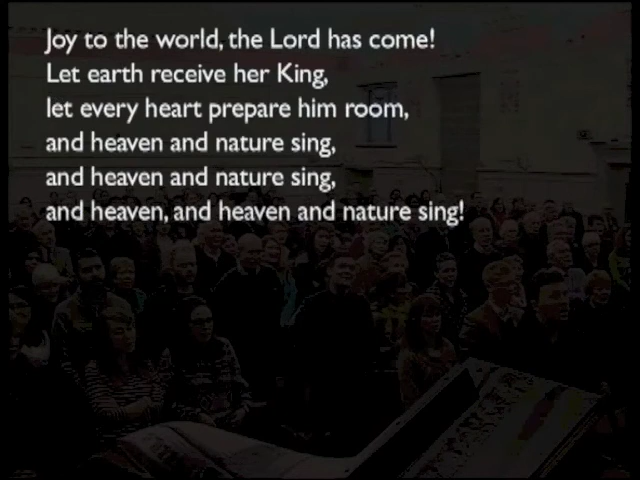 Joy to the world, the Lord has come!
Let earth receive her King,
let every heart prepare him room,
and heaven and nature sing,
and heaven and nature sing,
and heaven, and heaven and nature sing!